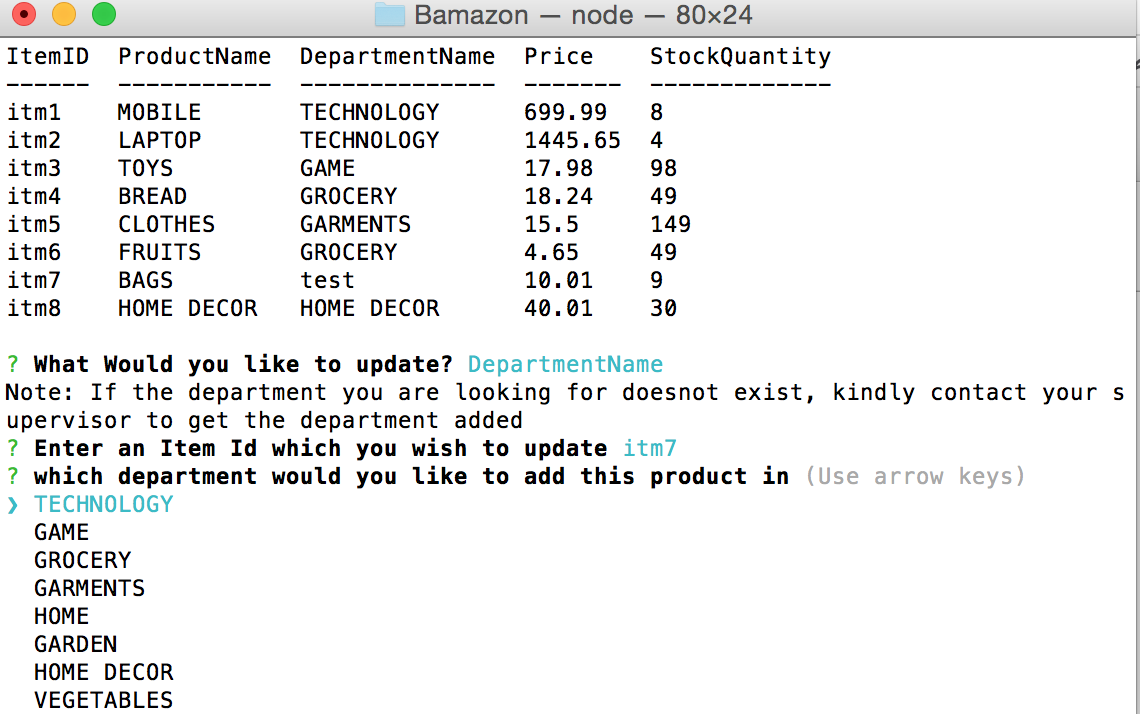 Bamazon — node — 80×24
ItemID  ProductName  DepartmentName  Price    StockQuantity
------  -----------  --------------  -------  -------------
itm1    MOBILE       TECHNOLOGY      699.99   8
itm2    LAPTOP       TECHNOLOGY      1445.65  4
itm3    TOYS         GAME            17.98    98
itm4    BREAD        GROCERY         18.24    49
itm5    CLOTHES      GARMENTS        15.5     149
itm6    FRUITS       GROCERY         4.65     49
itm7    BAGS         test            10.01    9
itm8    HOME DECOR   HOME DECOR      40.01    30
? What Would you like to update? DepartmentName
Note: If the department you are looking for doesnot exist, kindly contact your s
upervisor to get the department added
? Enter an Item Id which you wish to update itm7
? which department would you like to add this product in (Use arrow keys)
❯ TECHNOLOGY
  GAME
  GROCERY
  GARMENTS
  HOME
  GARDEN
  HOME DECOR
  VEGETABLES